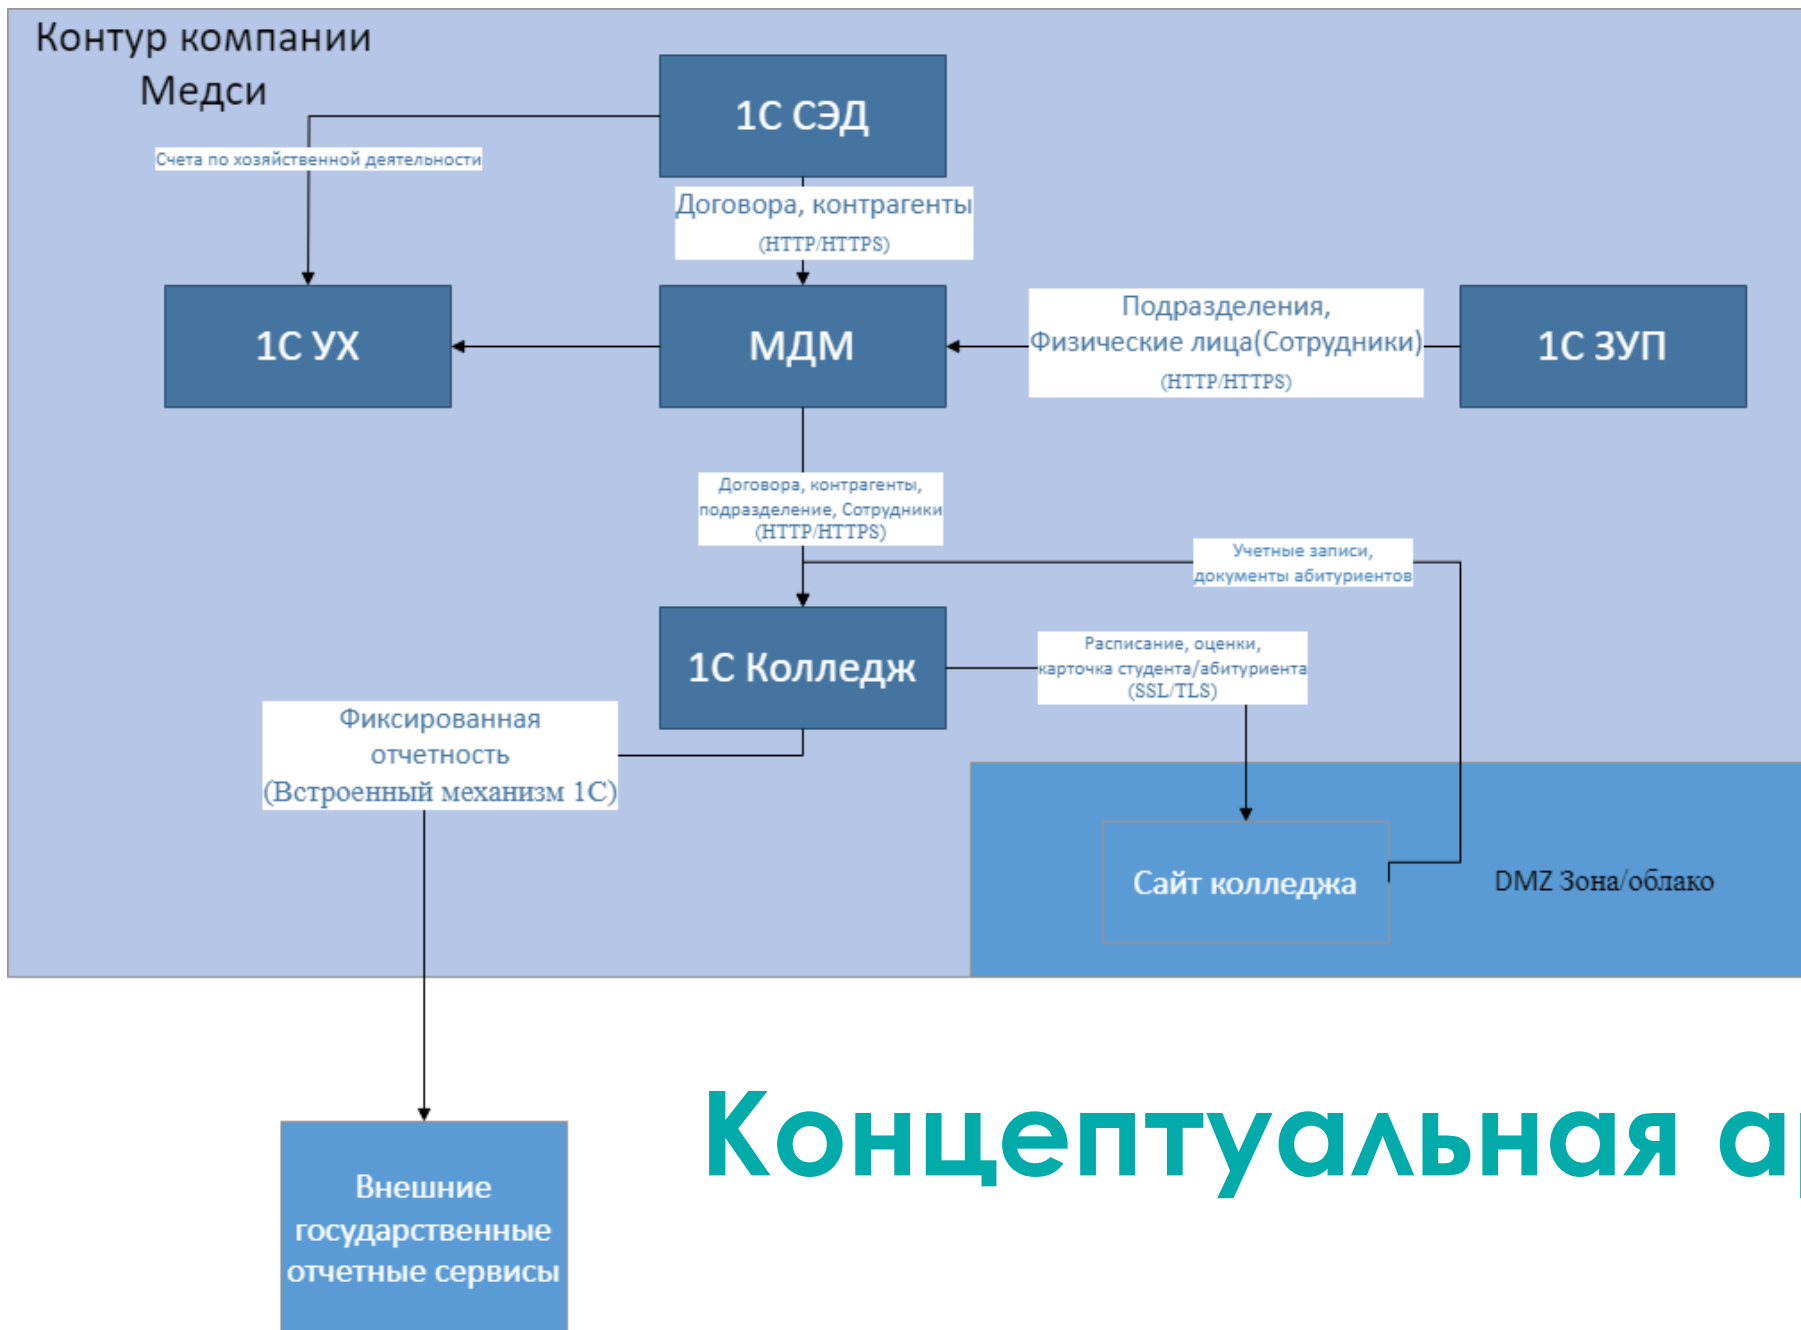 Контур компании
Медси
1С СЭД
Счета по хозяйственной деятельности
Договора, контрагенты
(HTTP/HTTPS)
1С УХ
МДМ
Подразделения,
Физические лица(Сотрудники)
(HTTP/HTTPS)
1С ЗУП
Договора, контрагенты,
подразделение, Сотрудники
(HTTP/HTTPS)
Учетные записи,
документы абитуриентов
1С Колледж
Расписание, оценки,
карточка студента/абитуриента
(SSL/TLS)
Фиксированная
отчетность
(Встроенный механизм 1С)
Сайт колледжа
DMZ Зона/облако
Концептуальная
Внешние
государственные
отчетные сервисы